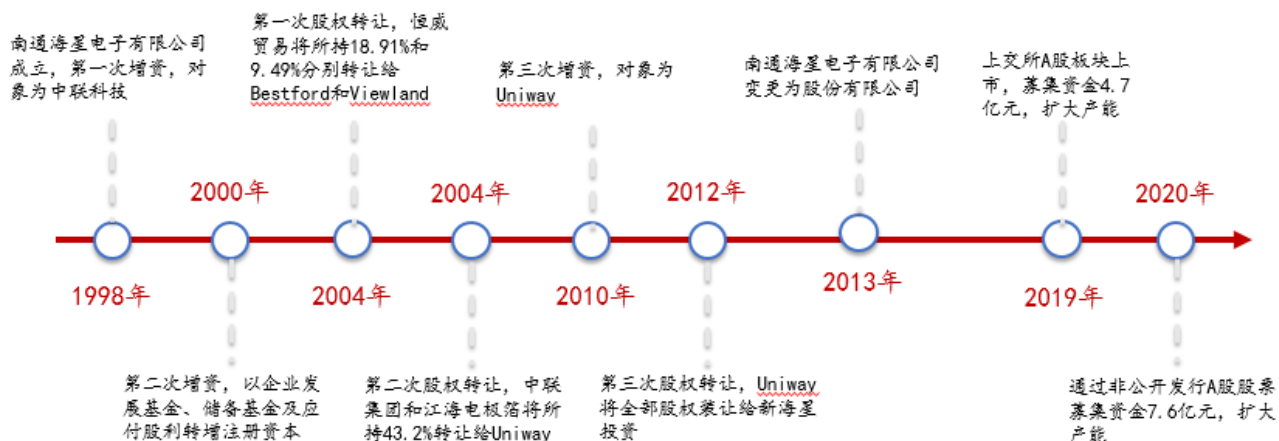 南通海星电子有限公司
成立，第一次增资，对
象为中联科技
1998年
2000年
第二次增资，以企业发
展基金、储备基金及应
付股利转增注册资本
第一次股权转让，恒威
贸易将所持18.91%和
9.49%分别转让给
Bestford和Viewland
2004年
2004年
第二次股权转让，中联
集团和江海电极箔将所
持43.2%转让给Uniway
第三次增资，对象为
Uniway
2010年
2012年
第三次股权转让，Uniway
将全部股权装让给新海星
投资
南通海星电子有限公司
变更为股份有限公司
2013年
上交所A股板块上
市，募集资金4.7
亿元，扩大产能
2019年
2020年
通过非公开发行A股股票
募集资金7.6亿元，扩大
产能